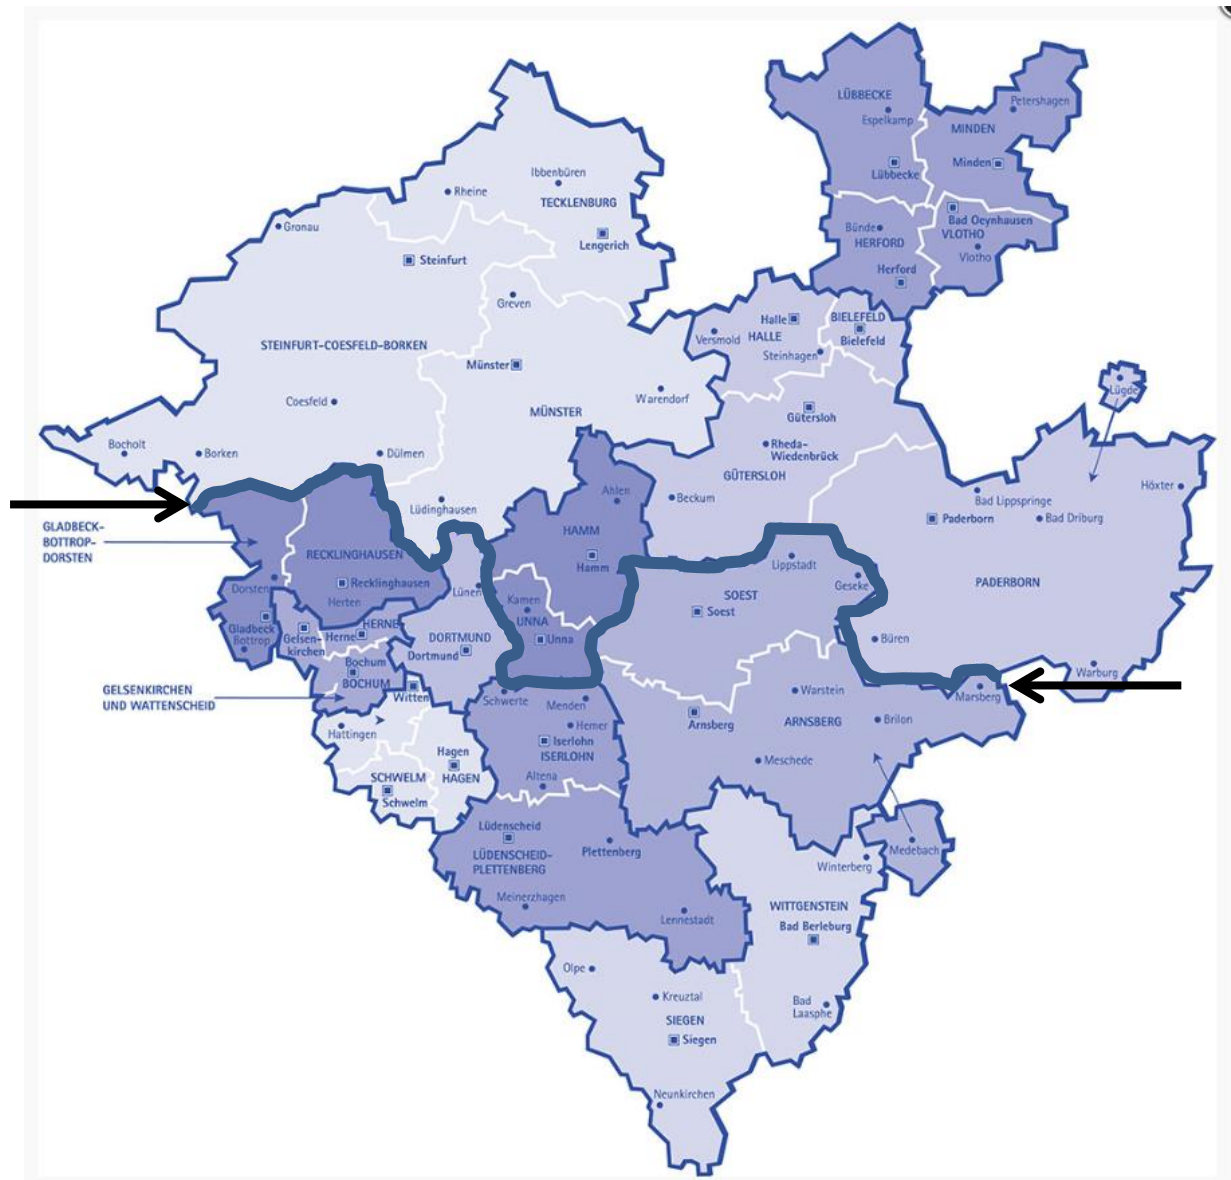 LÜBBECKE
Espelkamp
Lübbecke
Petershagen
MINDEN
Minden
Bad Oeynhausen
VLOTHO
Vlotho
Bünde
HERFORD
Herford
Ibbenbüren
Rheine
TECKLENBURG
Lengerich
Gronau
Steinfurt
Greven
STEINFURT-COESFELD-BORKEN
Münster
Coesfeld
MÜNSTER
Warendorf
Bocholt
Borken
Dülmen
Lüdinghausen
Versmold
Halle
HALLE
Steinhagen
BIELEFELD
Bielefeld
Gütersloh
Rheda-
Wiedenbrück
GÜTERSLOH
Beckum
Lügde
Höxter
Bad Lippspringe
Paderborn
Bad Driburg
PADERBORN
Büren
Warburg
GLADBECK-
BOTTROP-
DORSTEN
RECKLINGHAUSEN
Recklinghausen
Herten
Dorsten
Gladbeck
Bottrop
Gelsen-
kirchen
HERNE
Herne
Bochum
BOCHUM
GELSENKIRCHEN
UND WATTENSCHEID
Lünen
DORTMUND
Dortmund
Witten
Ahlen
HAMM
Hamm
Kamen
UNNA
Unna
Lippstadt
Geseke
SOEST
Soest
Hattingen
Hagen
HAGEN
SCHWELM
Schwelm
Schwerte
Menden
Hemer
Iserlohn
ISERLOHN
Altena
Arnsberg
Warstein
ARNSBERG
Brilon
Marsberg
Meschede
Medebach
Lüdenscheid
LÜDENSCHEID-
PLETTENBERG
Plettenberg
Meinerzhagen
Lennestadt
Winterberg
WITTGENSTEIN
Bad Berleburg
Bad
Laasphe
Olpe
Kreuztal
SIEGEN
Siegen
Neunkirchen